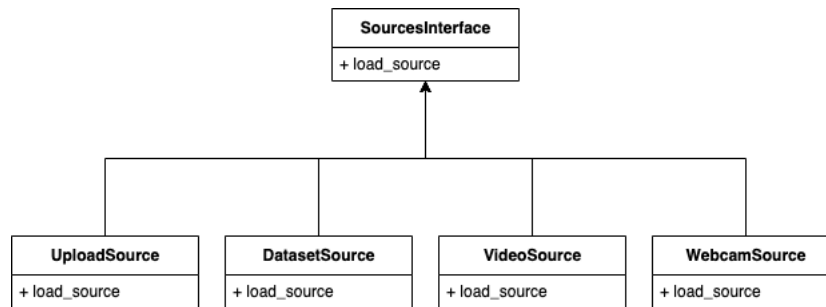 SourcesInterface
+ load_source
UploadSource
+ load_source
DatasetSource
+ load_source
VideoSource
+ load_source
WebcamSource
+ load_source